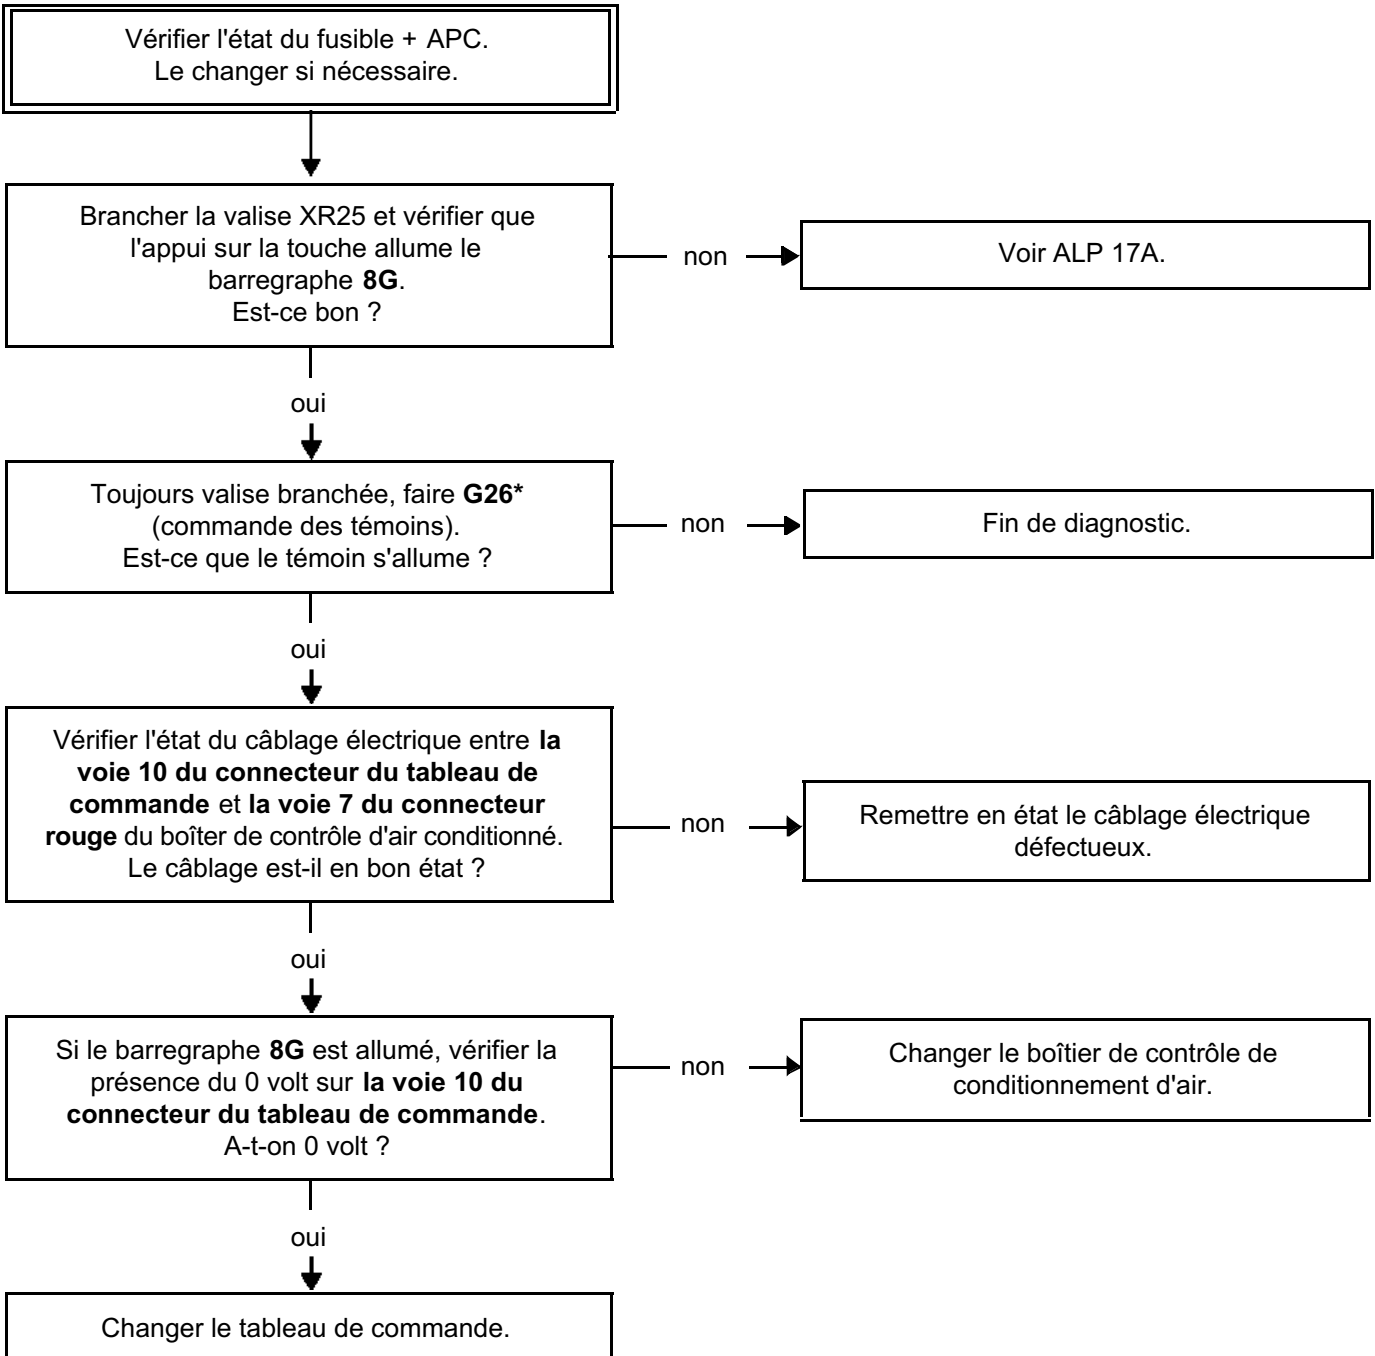 Vérifier l'état du fusible + APC.
Le changer si nécessaire.
Brancher la valise XR25 et vérifier que
l'appui sur la touche allume le
barregraphe 8G.
Est-ce bon ?
non
Voir ALP 17A.
oui
Toujours valise branchée, faire G26*
(commande des témoins).
Est-ce que le témoin s'allume ?
non
Fin de diagnostic.
oui
Vérifier l'état du câblage électrique entre la
voie 10 du connecteur du tableau de
commande et la voie 7 du connecteur
rouge du boîter de contrôle d'air conditionné.
Le câblage est-il en bon état ?
non
Remettre en état le câblage électrique
défectueux.
oui
Si le barregraphe 8G est allumé, vérifier la
présence du 0 volt sur la voie 10 du
connecteur du tableau de commande.
A-t-on 0 volt ?
non
Changer le boîtier de contrôle de
conditionnement d'air.
oui
Changer le tableau de commande.